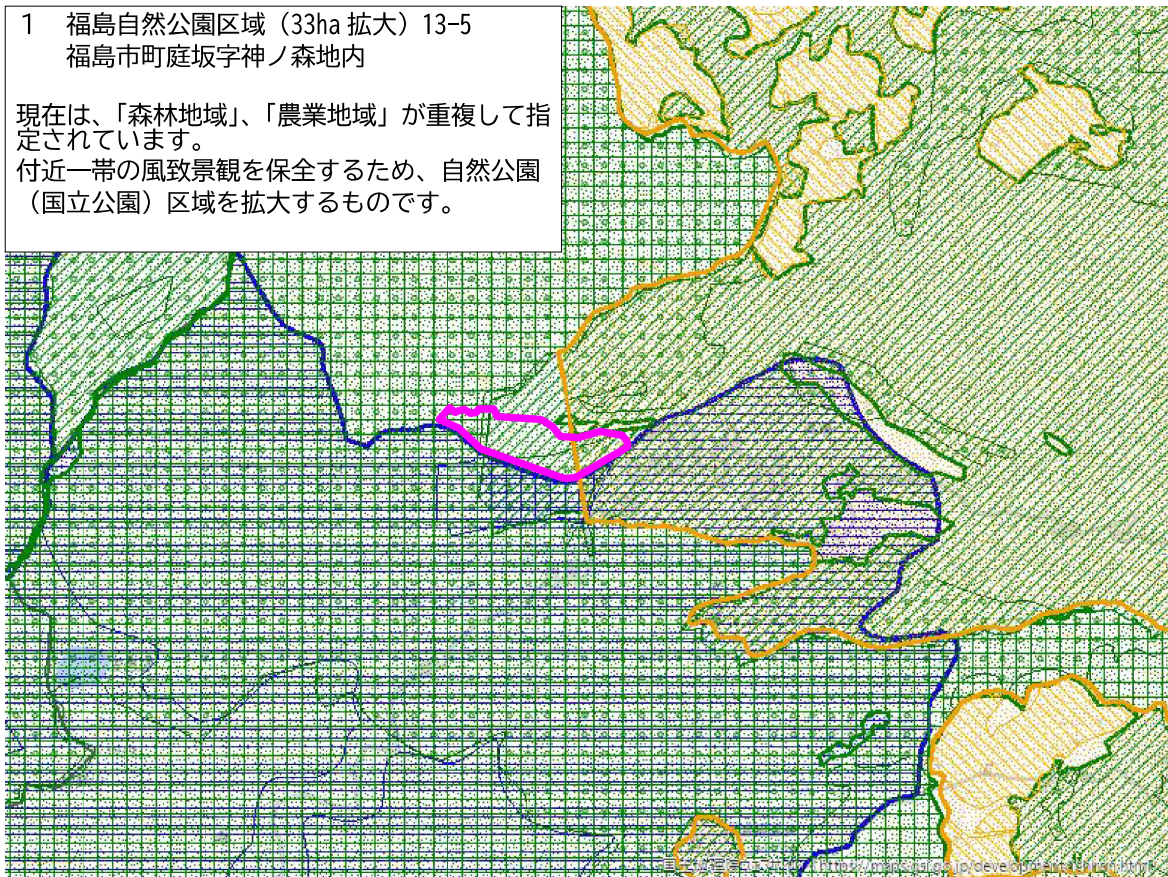 1 福島自然公園区域（33ha 拡大）13-5
福島市町庭坂字神ノ森地内
現在は、「森林地域」、「農業地域」が重複して指
定されています。
付近一帯の風致景観を保全するため、自然公園
（国立公園）区域を拡大するものです。